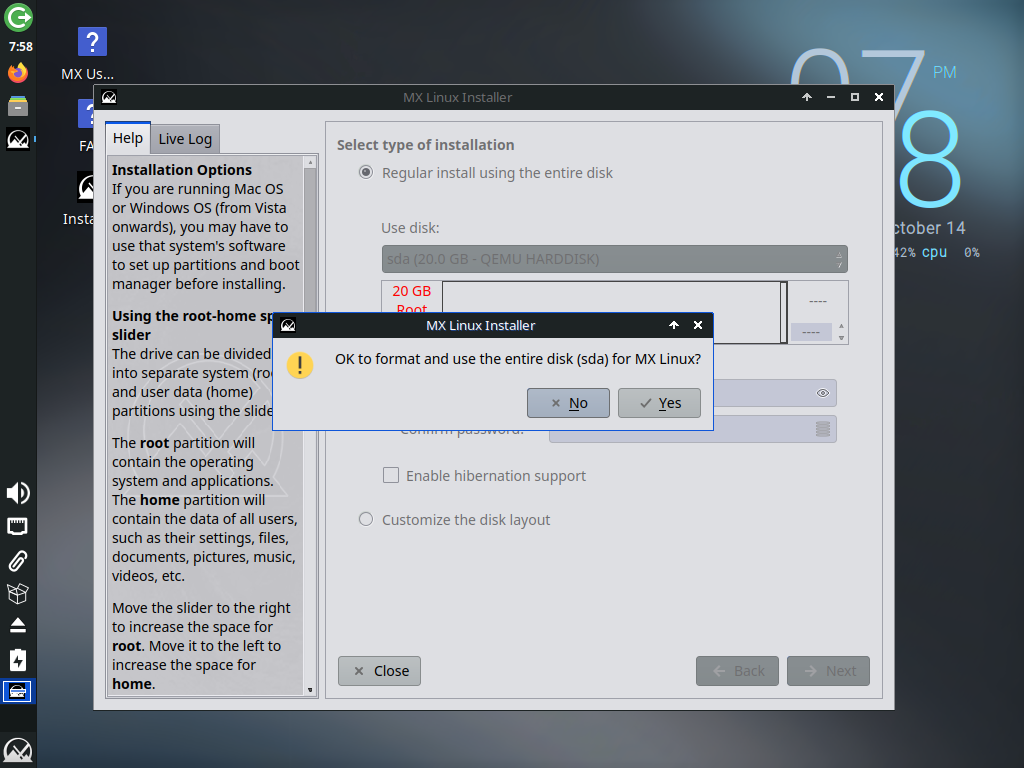 7:58
MX Us...
FA
Insta
07
PM
8
ctober 14
42% cpu 0%
MX Linux Installer
Help
Live Log
Installation Options
If you are running Mac OS
or Windows OS (from Vista
onwards), you may have to
use that system's software
to set up partitions and boot
manager before installing.
Using the root-home sp
slider
The drive can be divided
into separate system (roo
and user data (home)
partitions using the slide
The root partition will
contain the operating
system and applications.
The home partition will
contain the data of all users,
such as their settings, files,
documents, pictures, music,
videos, etc.
Move the slider to the right
to increase the space for
root. Move it to the left to
increase the space for
home.
Select type of installation
Regular install using the entire disk
Use disk:
sda (20.0 GB - QEMU HARDDISK)
20 GB
Root
----
----
MX Linux Installer
OK to format and use the entire disk (sda) for MX Linux?
No
Yes
Confirm password:
Enable hibernation support
Customize the disk layout
Close
Back
Next